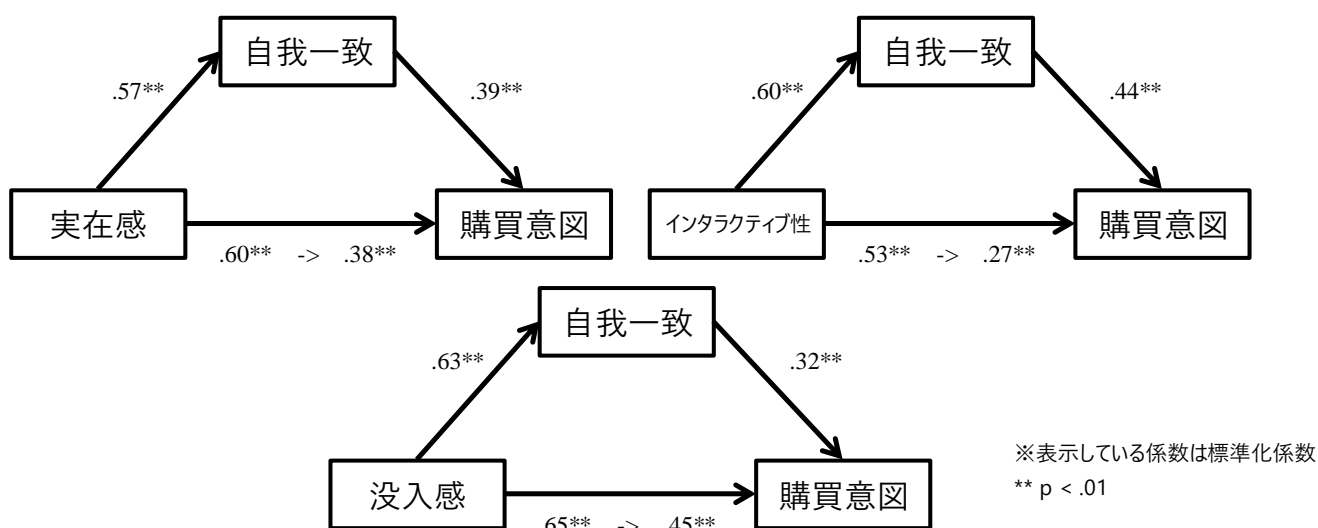 自我一致
.57**
.39**
実在感
購買意図
.60** -> .38**
自我一致
.60**
.44**
インタラクティブ性
購買意図
.53** -> .27**
自我一致
.63**
.32**
没入感
購買意図
.65** -> .45**
※表示している係数は標準化係数
** p < .01